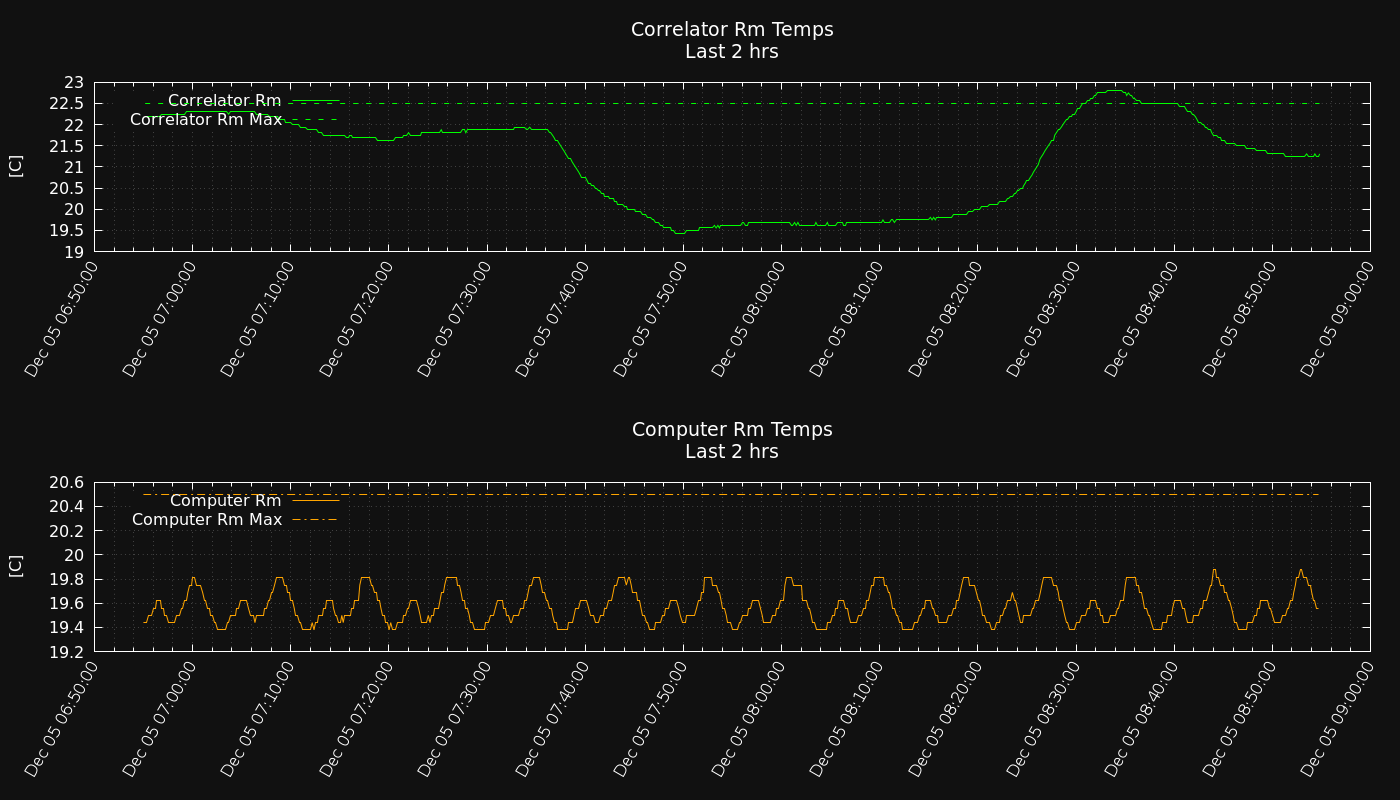 Correlator Rm Temps
Last 2 hrs
23
22.5
22
21.5
21
20.5
20
19.5
19
[C]
Correlator Rm
Correlator Rm Max
Dec 05 06:50:00
Dec 05 07:00:00
Dec 05 07:10:00
Dec 05 07:20:00
Dec 05 07:30:00
Dec 05 07:40:00
Dec 05 07:50:00
Dec 05 08:00:00
Dec 05 08:10:00
Dec 05 08:20:00
Dec 05 08:30:00
Dec 05 08:40:00
Dec 05 08:50:00
Dec 05 09:00:00
Computer Rm Temps
Last 2 hrs
20.6
20.4
20.2
20
19.8
19.6
19.4
19.2
[C]
Computer Rm
Computer Rm Max
Dec 05 06:50:00
Dec 05 07:00:00
Dec 05 07:10:00
Dec 05 07:20:00
Dec 05 07:30:00
Dec 05 07:40:00
Dec 05 07:50:00
Dec 05 08:00:00
Dec 05 08:10:00
Dec 05 08:20:00
Dec 05 08:30:00
Dec 05 08:40:00
Dec 05 08:50:00
Dec 05 09:00:00